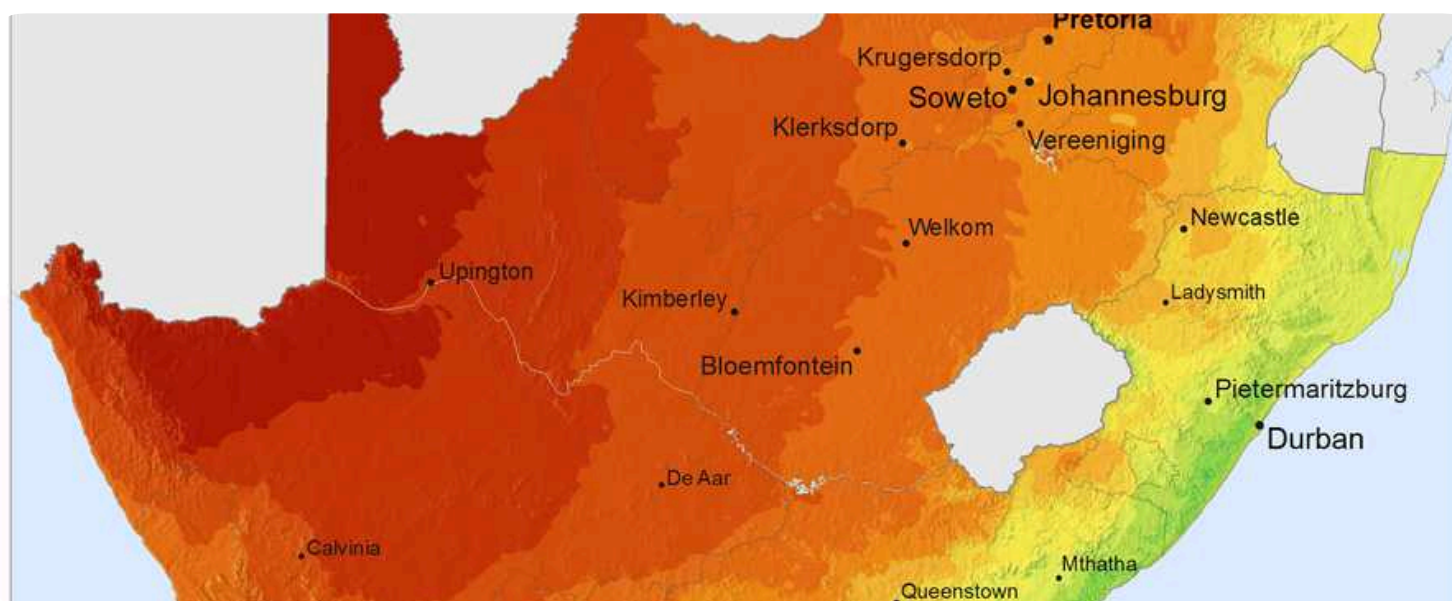 Pretoria
Krugersdorp
Soweto
Johannesburg
Klerksdorp
Vereeniging
Newcastle
Welkom
Upington
Ladysmith
Kimberley
Bloemfontein
Pietermaritzburg
Durban
De Aar
Calvinia
Mthatha
Queenstown